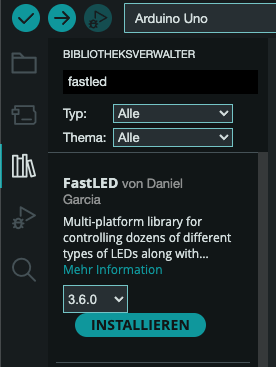 Arduino Uno
BIBLIOTHEKSVERWALTER
fastled
Typ: Alle
Thema: Alle
FastLED von Daniel
Garcia
Multi-platform library for
controlling dozens of different
types of LEDs along with...
Mehr Information
3.6.0
INSTALLIEREN